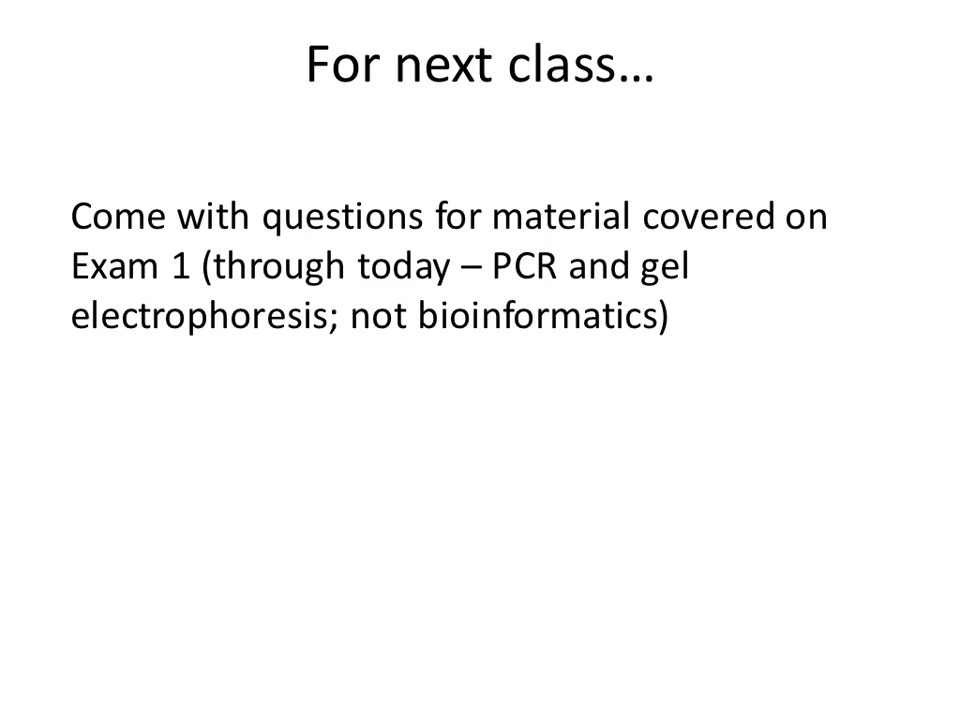 For next class…
Come with questions for material covered on
Exam 1 (through today – PCR and gel
electrophoresis; not bioinformatics)